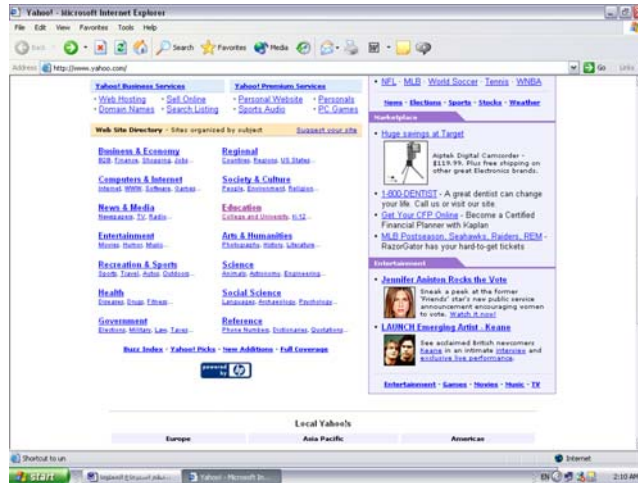 Yahoo! - Microsoft Internet Explorer
File Edit View Favorites Tools Help
Back Search Favorites Media
Address http://www.yahoo.com/ Go Links
Yahoo! Business Services
· Web Hosting · Sell Online
· Domain Names · Search Listing
Yahoo! Premium Services
· Personal Website · Personals
· Sports Audio · PC Games
Web Site Directory - Sites organized by subject Suggest your site
Business & Economy
B2B, Finance, Shopping, Jobs...
Regional
Countries, Regions, US States...
Computers & Internet
Internet, WWW, Software, Games...
Society & Culture
People, Environment, Religion...
News & Media
Newspapers, TV, Radio...
Education
College and University, K-12...
Entertainment
Movies, Humor, Music...
Arts & Humanities
Photography, History, Literature...
Recreation & Sports
Sports, Travel, Autos, Outdoors...
Science
Animals, Astronomy, Engineering...
Health
Diseases, Drugs, Fitness...
Social Science
Languages, Archaeology, Psychology...
Government
Elections, Military, Law, Taxes...
Reference
Phone Numbers, Dictionaries, Quotations...
Buzz Index · Yahoo! Picks · New Additions · Full Coverage
powered by hp
• NFL · MLB · World Soccer · Tennis · WNBA
News · Elections · Sports · Stocks · Weather
Marketplace
• Huge savings at Target
Aiptek Digital Camcorder -
$119.99. Plus free shipping on
other great Electronics brands.
• 1-800-DENTIST - A great dentist can change
your life. Call us or visit our site.
• Get Your CFP Online - Become a Certified
Financial Planner with Kaplan
• MLB Postseason, Seahawks, Raiders, REM -
RazorGator has your hard-to-get tickets
Entertainment
• Jennifer Aniston Rocks the Vote
Sneak a peak at the former
'Friends' star's new public service
announcement encouraging women
to vote. Watch it now!
• LAUNCH Emerging Artist - Keane
See acclaimed British newcomers
Keane in an intimate interview and
exclusive live performance.
Entertainment · Games · Movies · Music · TV
Local Yahoo!s
Europe Asia Pacific Americas
Shortcut to un Internet
start Yahoo! - Microsoft In... EN 2:10 AM